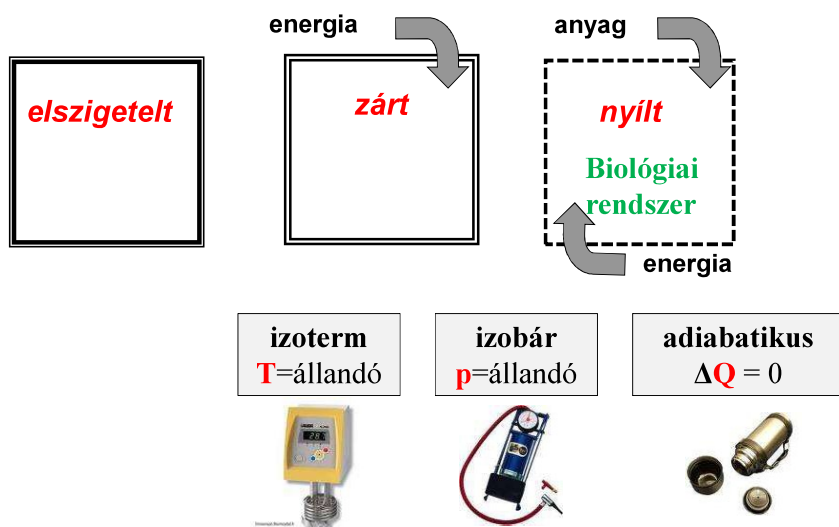 energia
anyag
elszigetelt
zárt
nyílt
Biológiai
rendszer
energia
izoterm
T=állandó
izobár
p=állandó
adiabatikus
ΔQ = 0